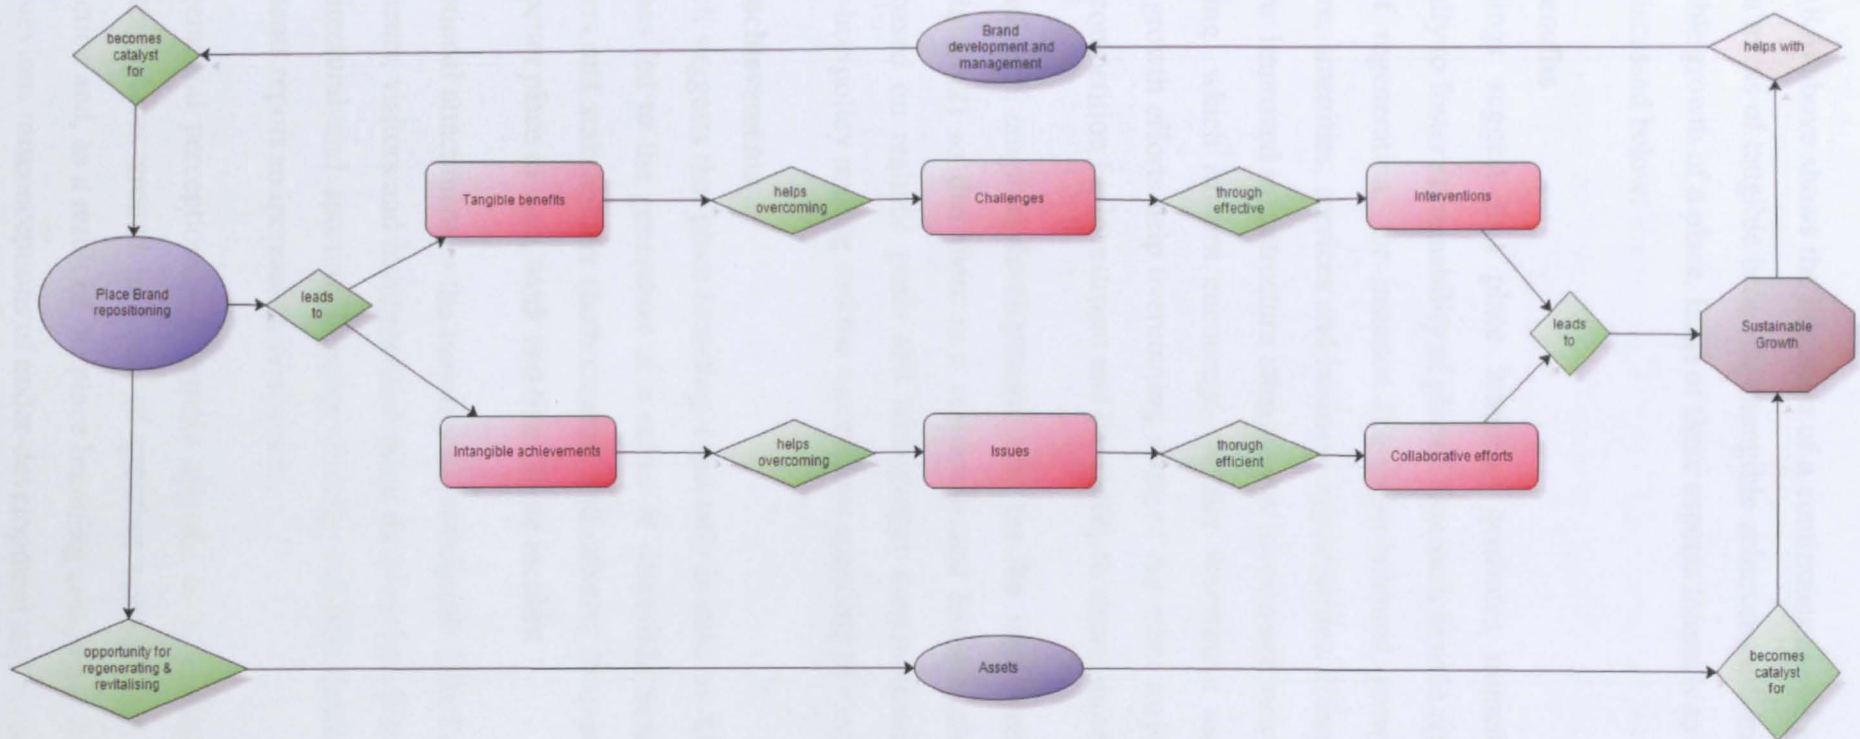 becomes
catalyst
for
Brand
development and
management
helps with
Tangible benefits
helps
overcoming
Challenges
through
effective
Interventions
Place Brand
repositioning
leads
to
leads
to
Sustainable
Growth
Intangible achievements
helps
overcoming
Issues
thorugh
efficient
Collaborative efforts
opportunity for
regenerating &
revitalising
Assets
becomes
catalyst
for